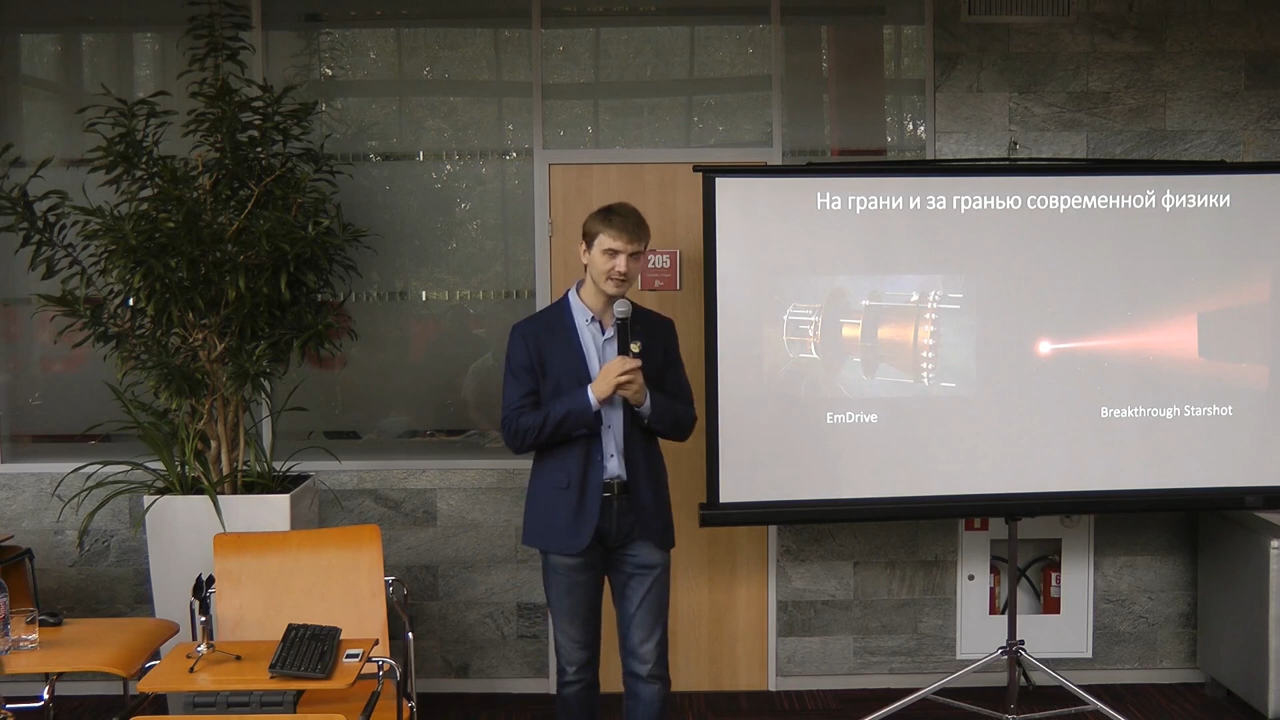 На грани и за гранью современной физики
205
EmDrive
Breakthrough Starshot